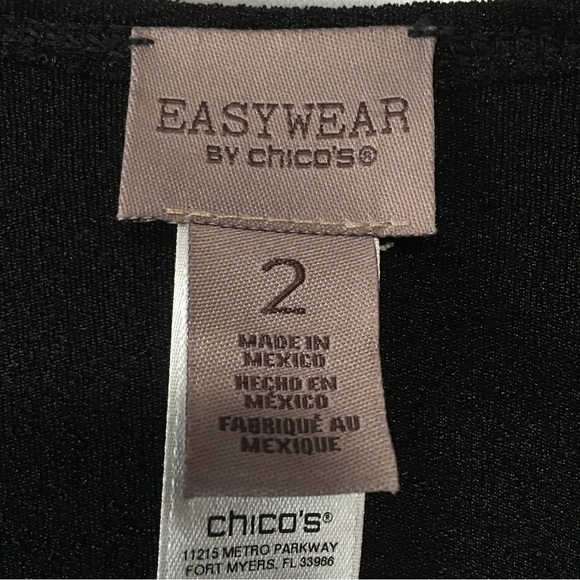 EASYWEAR
BY chico's®
2
MADE IN
MEXICO
HECHO EN
MÉXICO
FABRIQUÉ AU
MEXIQUE
chico's®
11215 METRO PARKWAY
FORT MYERS, FL 33966